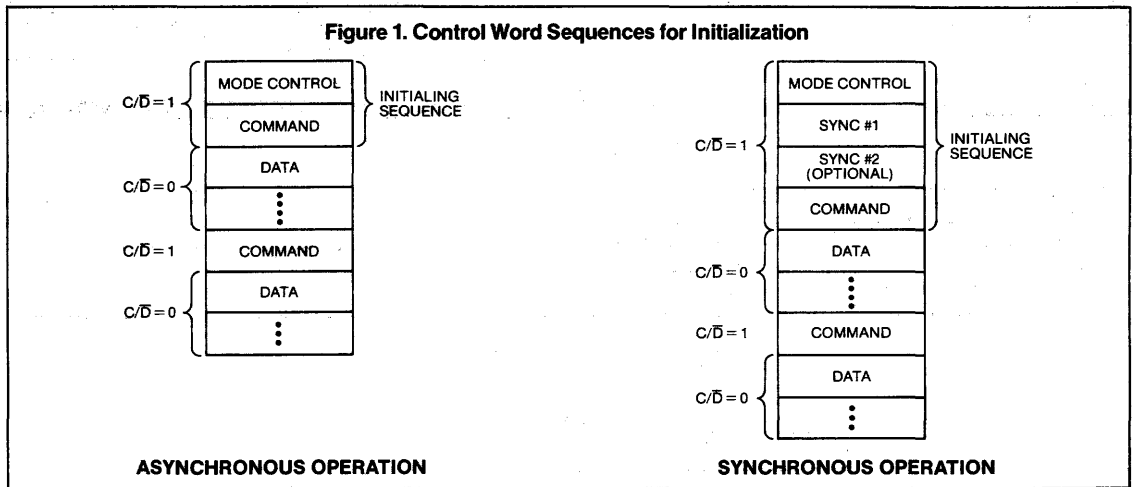 Figure 1. Control Word Sequences for Initialization
C/D̅ = 1
MODE CONTROL
COMMAND
INITIALING
SEQUENCE
C/D̅ = 0
DATA
C/D̅ = 1
COMMAND
C/D̅ = 0
DATA
ASYNCHRONOUS OPERATION
C/D̅ = 1
MODE CONTROL
SYNC #1
SYNC #2
(OPTIONAL)
COMMAND
INITIALING
SEQUENCE
C/D̅ = 0
DATA
C/D̅ = 1
COMMAND
C/D̅ = 0
DATA
SYNCHRONOUS OPERATION